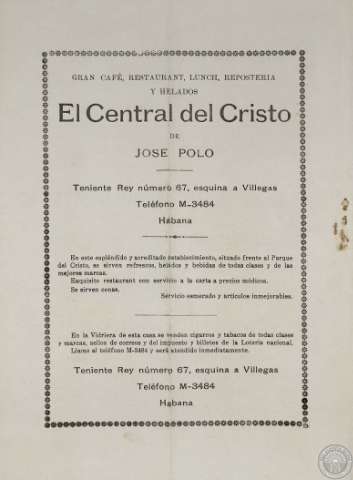 GRAN CAFÉ, RESTAURANT, LUNCH, REPOSTERIA
Y HELADOS
El Central del Cristo
DE
JOSE POLO
Teniente Rey número 67, esquina a Villegas
Teléfono M-3484
Habana
En este espléndido y acreditado establecimiento, situado frente al Parque
del Cristo, se sirven refrescos, helados y bebidas de todas clases y de las
mejores marcas.
Exquisito restaurant con servicio a la carta a precios módicos.
Se sirven cenas.
Servicio esmerado y artículos inmejorables.
En la Vidriera de esta casa se venden cigarros y tabacos de todas clases
y marcas, sellos de correos y del impuesto y billetes de la Lotería nacional.
Llame al teléfono M-3484 y será atendido inmediatamente.
Teniente Rey número 67, esquina a Villegas
Teléfono M-3484
Habana